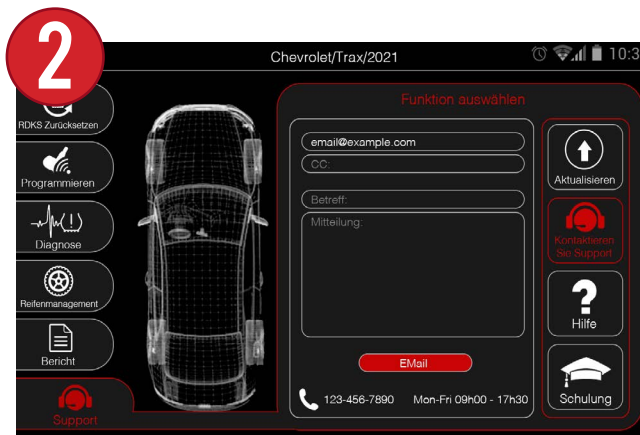 2
Chevrolet/Trax/2021
10:3
RDKS Zurücksetzen
Programmieren
Diagnose
Reifenmanagement
Bericht
Support
Funktion auswählen
email@example.com
CC:
Betreff:
Mitteilung:
EMail
123-456-7890 Mon-Fri 09h00 - 17h30
Aktualisieren
Kontaktieren
Sie Support
Hilfe
Schulung